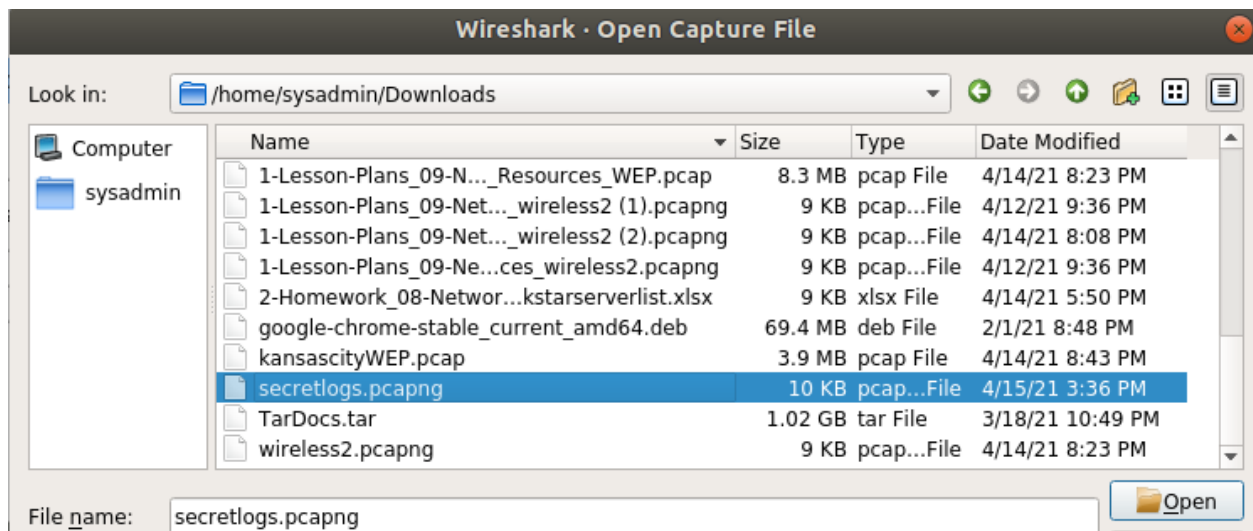 Wireshark · Open Capture File
Look in: /home/sysadmin/Downloads
Computer
sysadmin
Name Size Type Date Modified
1-Lesson-Plans_09-N..._Resources_WEP.pcap 8.3 MB pcap File 4/14/21 8:23 PM
1-Lesson-Plans_09-Net..._wireless2 (1).pcapng 9 KB pcap...File 4/12/21 9:36 PM
1-Lesson-Plans_09-Net..._wireless2 (2).pcapng 9 KB pcap...File 4/14/21 8:08 PM
1-Lesson-Plans_09-Ne...ces_wireless2.pcapng 9 KB pcap...File 4/12/21 9:36 PM
2-Homework_08-Networ...kstarserverlist.xlsx 9 KB xlsx File 4/14/21 5:50 PM
google-chrome-stable_current_amd64.deb 69.4 MB deb File 2/1/21 8:48 PM
kansascityWEP.pcap 3.9 MB pcap File 4/14/21 8:43 PM
secretlogs.pcapng 10 KB pcap...File 4/15/21 3:36 PM
TarDocs.tar 1.02 GB tar File 3/18/21 10:49 PM
wireless2.pcapng 9 KB pcap...File 4/14/21 8:23 PM
File name: secretlogs.pcapng Open